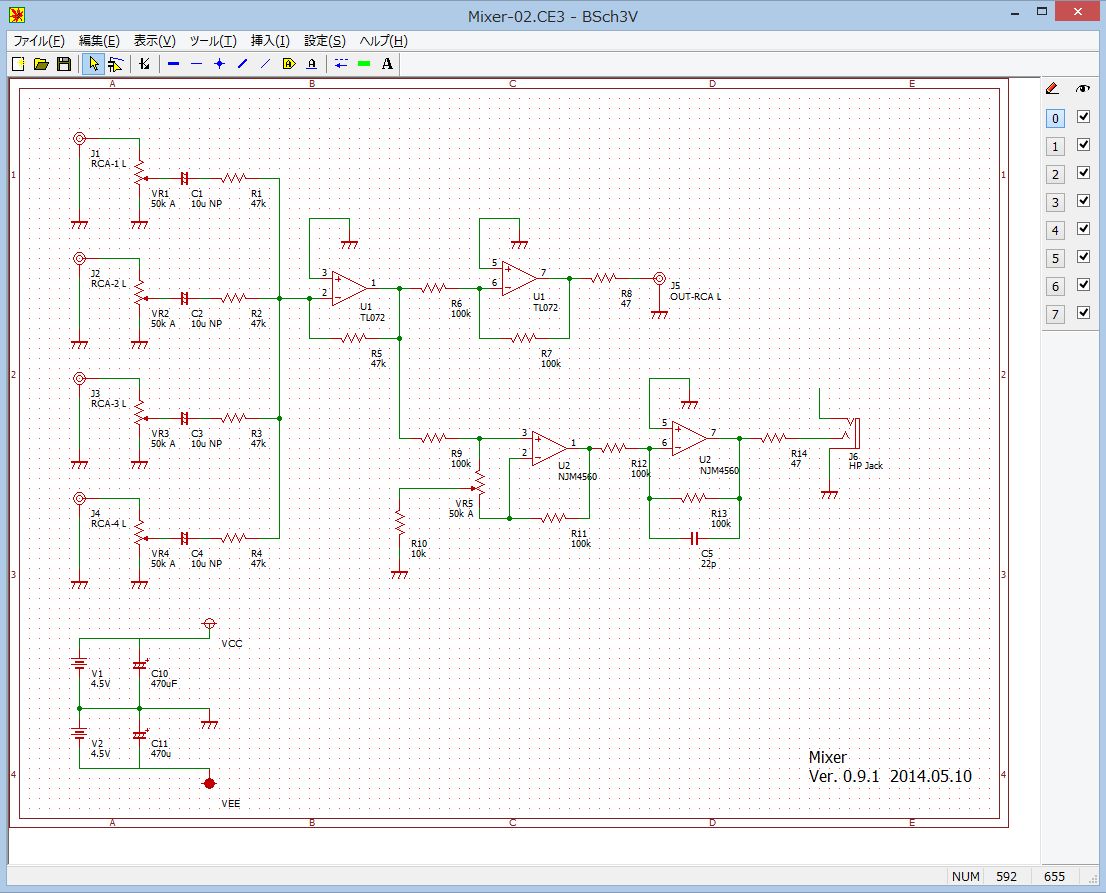 Mixer-02.CE3 - BSch3V
ファイル(F) 編集(E) 表示(V) ツール(T) 挿入(I) 設定(S) ヘルプ(H)
A A A
A B C D E
0
1
2
3
4
5
6
7
1 1
J1
RCA-1 L
VR1
50k A
C1
10u NP
R1
47k
J2
RCA-2 L
VR2
50k A
C2
10u NP
R2
47k
3
2
1
U1
TL072
R5
47k
R6
100k
5
6
7
U1
TL072
R7
100k
R8
47
J5
OUT-RCA L
2 2
J3
RCA-3 L
VR3
50k A
C3
10u NP
R3
47k
J4
RCA-4 L
VR4
50k A
C4
10u NP
R4
47k
R9
100k
VR5
50k A
R10
10k
3
2
1
U2
NJM4560
R11
100k
R12
100k
5
6
7
U2
NJM4560
R13
100k
C5
22p
R14
47
J6
HP Jack
3 3
VCC
V1
4.5V
C10
470uF
V2
4.5V
C11
470u
VEE
4 4
Mixer
Ver. 0.9.1 2014.05.10
A B C D E
NUM 592 655